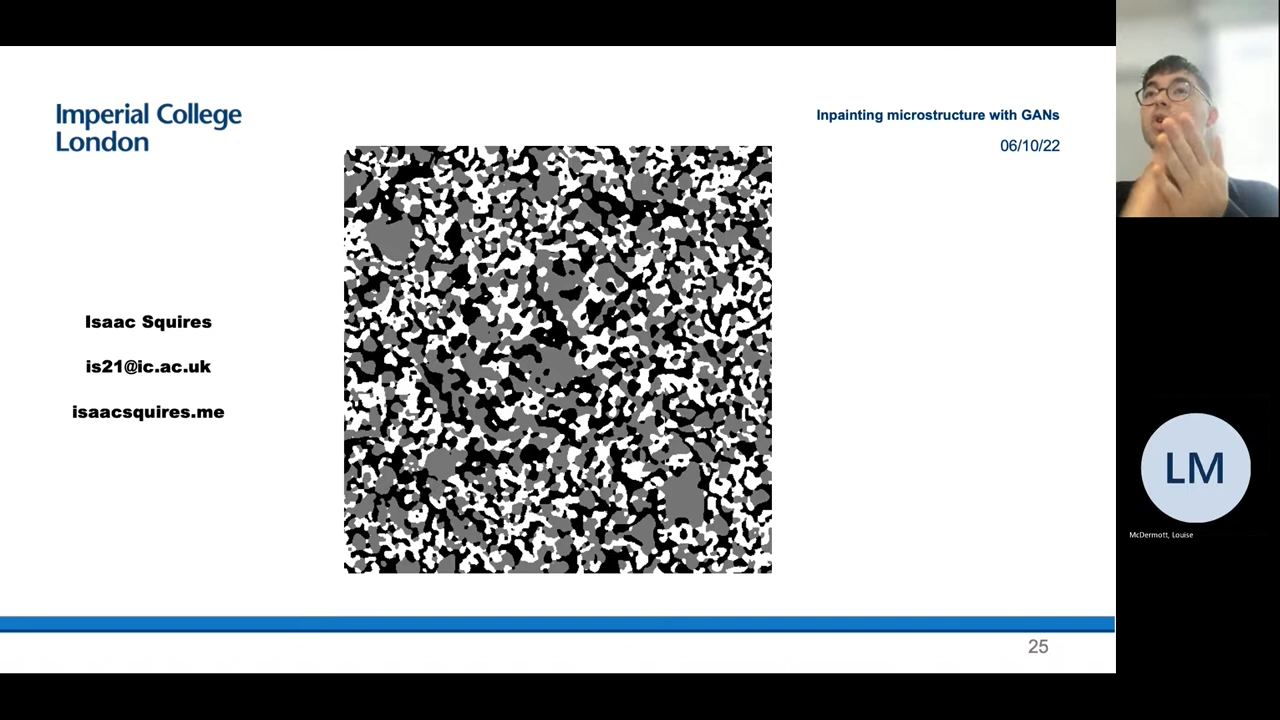 Imperial College
London
Inpainting microstructure with GANs
06/10/22
Isaac Squires
is21@ic.ac.uk
isaacsquires.me
25
LM
McDermott, Louise